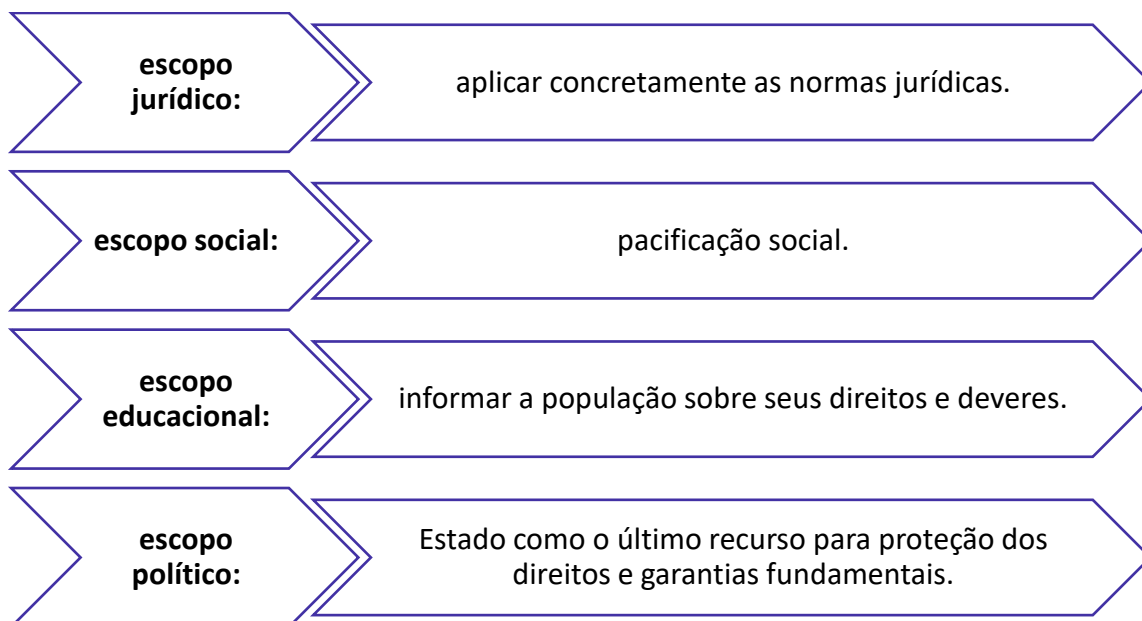 escopo
jurídico:
aplicar concretamente as normas jurídicas.
escopo social:
pacificação social.
escopo
educacional:
informar a população sobre seus direitos e deveres.
escopo
político:
Estado como o último recurso para proteção dos
direitos e garantias fundamentais.